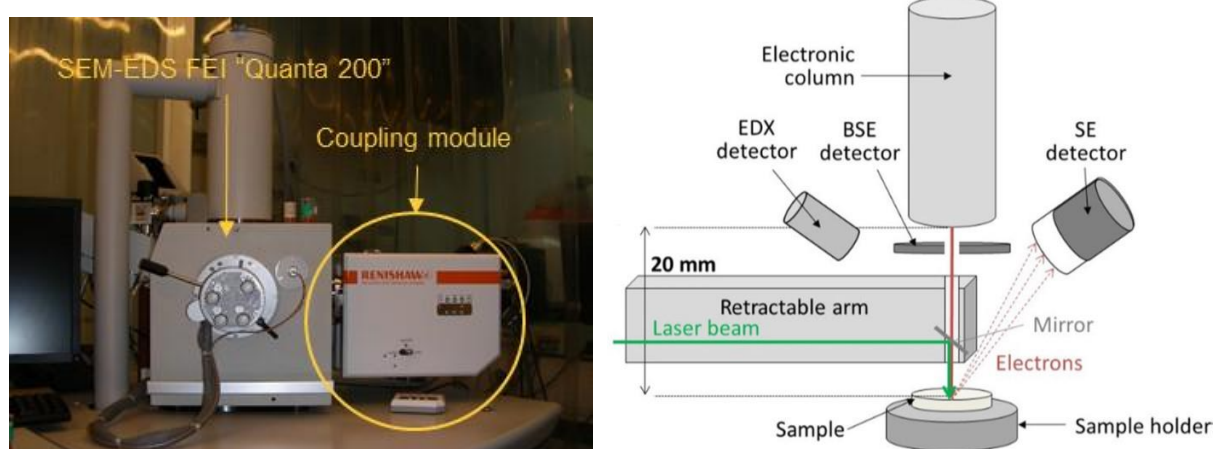 SEM-EDS FEI “Quanta 200”
Coupling module
RENISHAW
Electronic
column
EDX
detector
BSE
detector
SE
detector
20 mm
Retractable arm
Laser beam
Mirror
Electrons
Sample
Sample holder